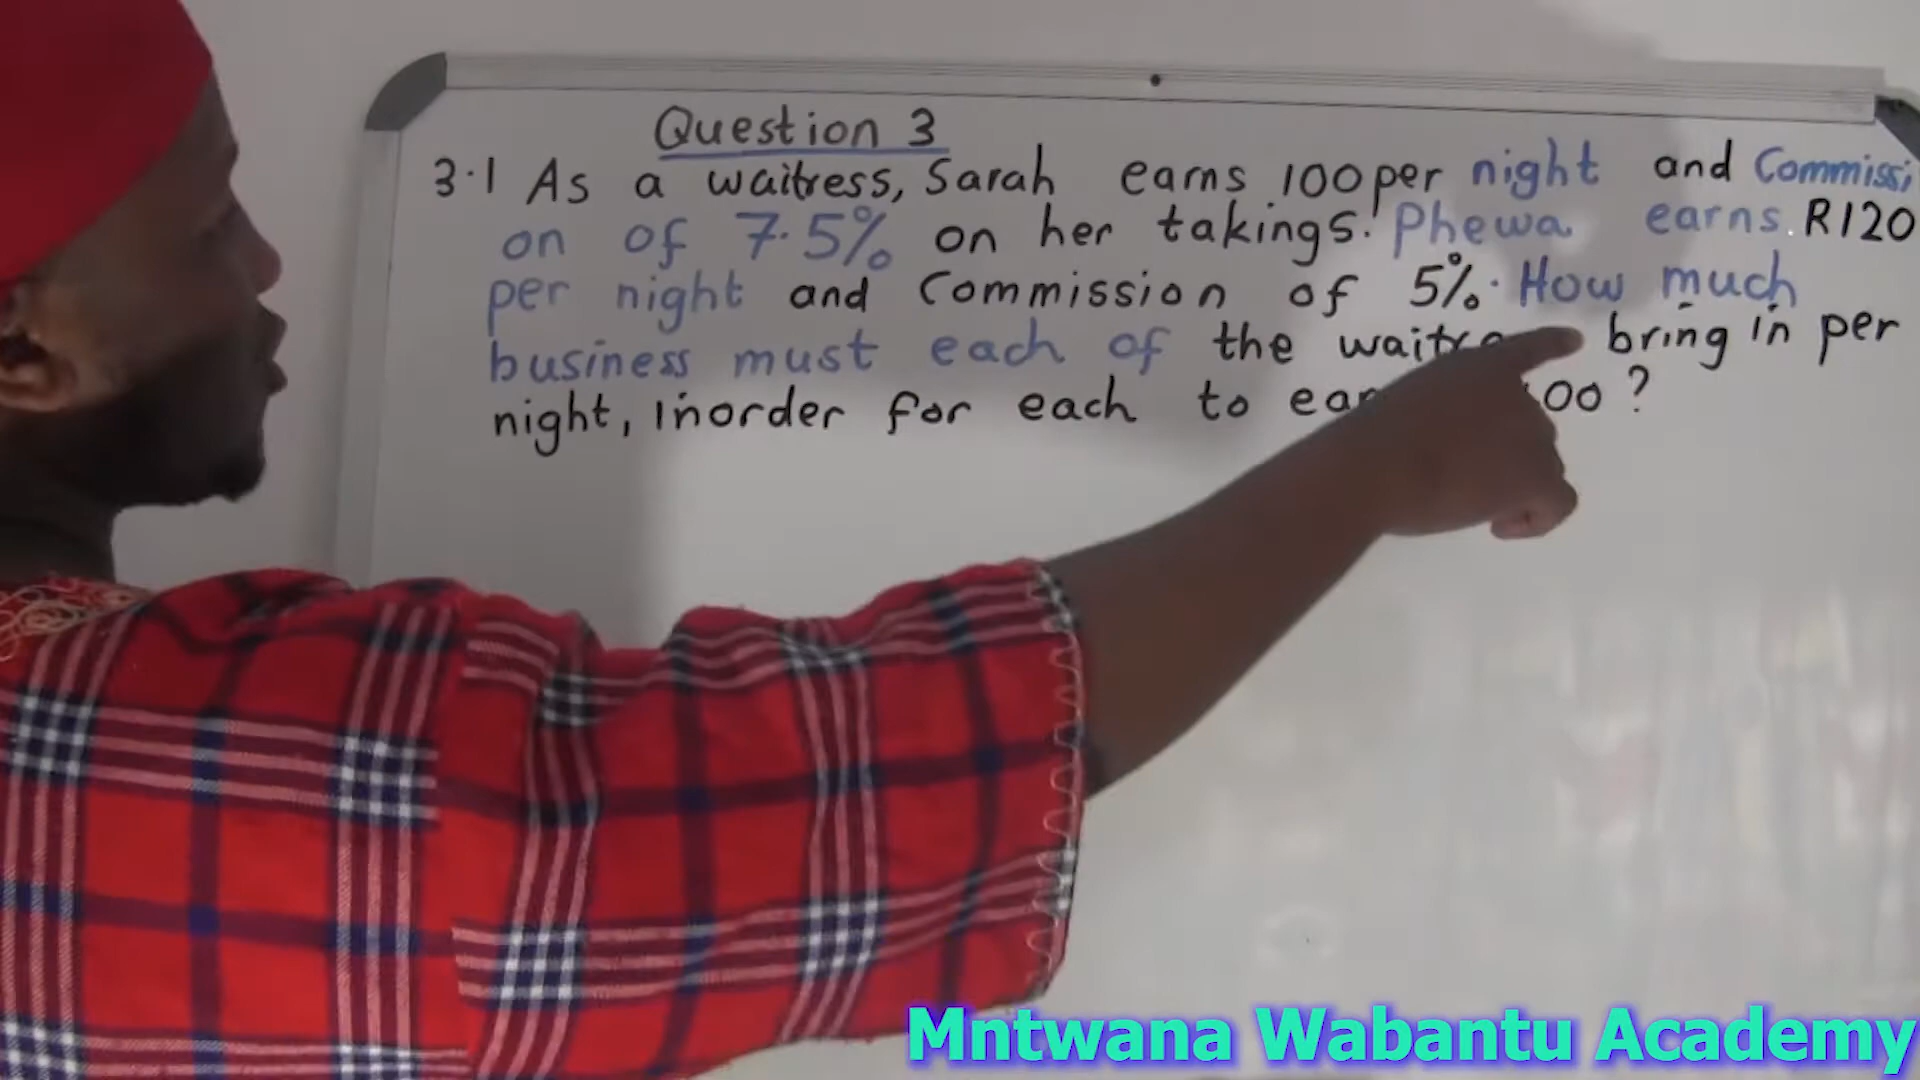 Question 3
3.1 As a waitress, Sarah earns 100 per night and Commissi
on of 7.5% on her takings. Phewa earns R120
per night and Commission of 5%. How much
business must each of the bring in per
night, inorder for each to ?
Mntwana Wabantu Academy